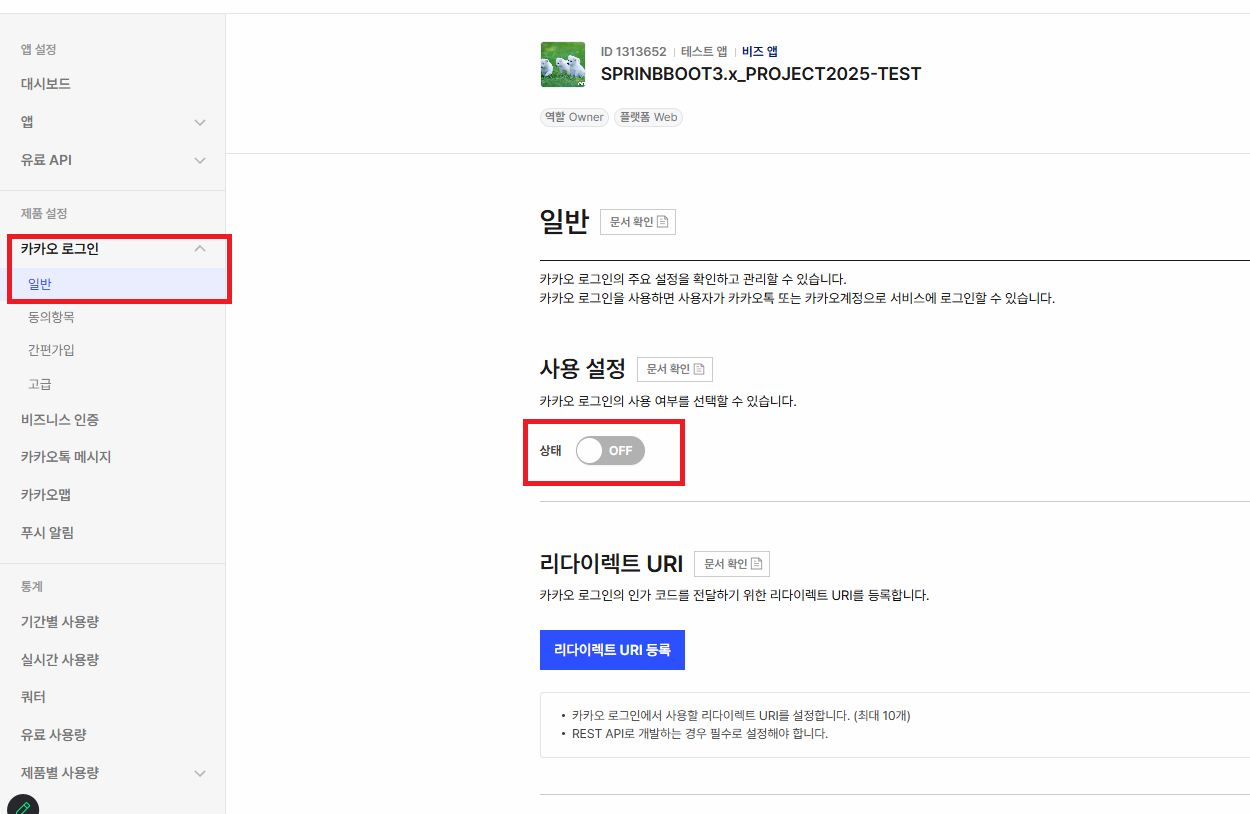 앱 설정
대시보드
앱
유료 API
제품 설정
카카오 로그인
일반
동의항목
간편가입
고급
비즈니스 인증
카카오톡 메시지
카카오맵
푸시 알림
통계
기간별 사용량
실시간 사용량
쿼터
유료 사용량
제품별 사용량
ID 1313652 테스트 앱 비즈 앱
SPRINBBOOT3.x_PROJECT2025-TEST
역할 Owner 플랫폼 Web
일반 문서 확인
카카오 로그인의 주요 설정을 확인하고 관리할 수 있습니다.
카카오 로그인을 사용하면 사용자가 카카오톡 또는 카카오계정으로 서비스에 로그인할 수 있습니다.
사용 설정 문서 확인
카카오 로그인의 사용 여부를 선택할 수 있습니다.
상태 OFF
리다이렉트 URI 문서 확인
카카오 로그인의 인가 코드를 전달하기 위한 리다이렉트 URI를 등록합니다.
리다이렉트 URI 등록
• 카카오 로그인에서 사용할 리다이렉트 URI를 설정합니다. (최대 10개)
• REST API로 개발하는 경우 필수로 설정해야 합니다.